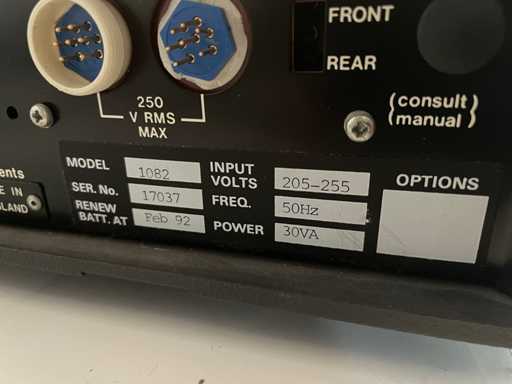 FRONT
REAR
250
V RMS
MAX
(consult)
(manual)
ents
E IN
GLAND
MODEL 1082
SER. No. 17037
RENEW
BATT. AT Feb 92
INPUT
VOLTS 205-255
FREQ. 50Hz
POWER 30VA
OPTIONS